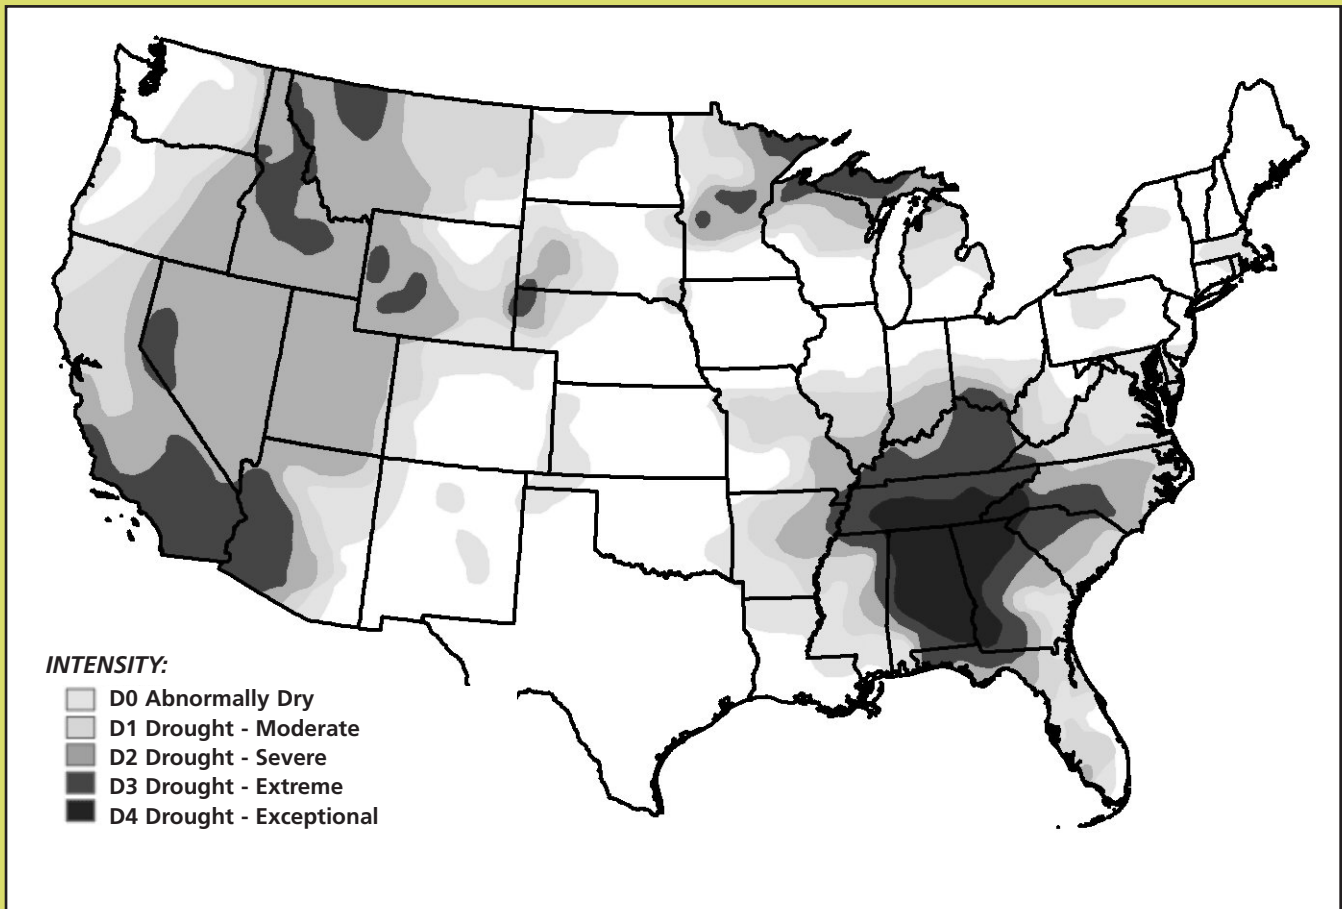 INTENSITY:
D0 Abnormally Dry
D1 Drought - Moderate
D2 Drought - Severe
D3 Drought - Extreme
D4 Drought - Exceptional